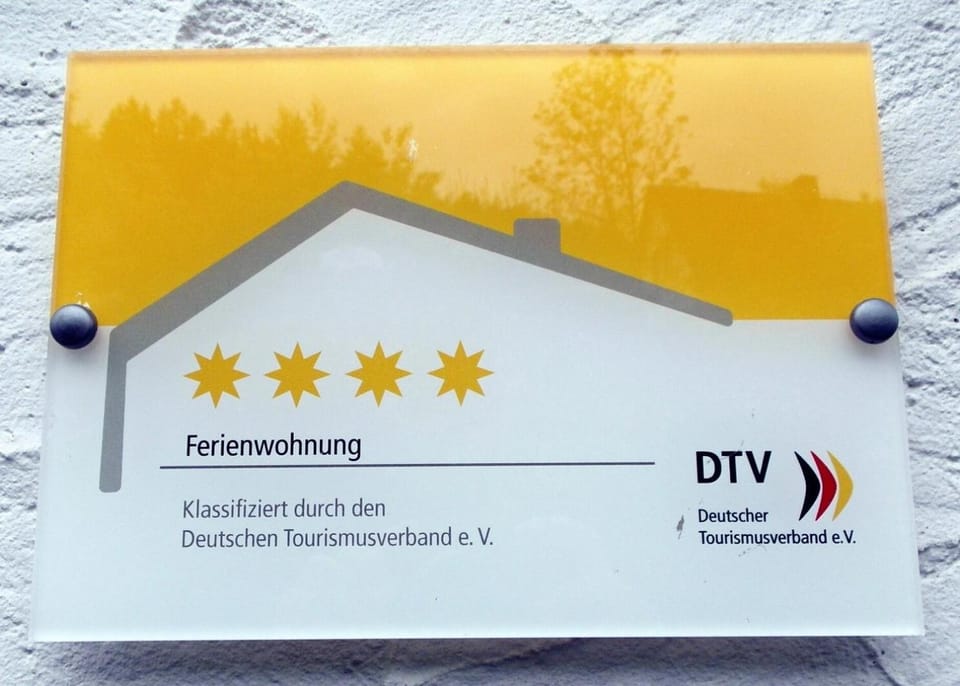 Ferienwohnung
Klassifiziert durch den
Deutschen Tourismusverband e. V.
DTV
Deutscher
Tourismusverband e.V.